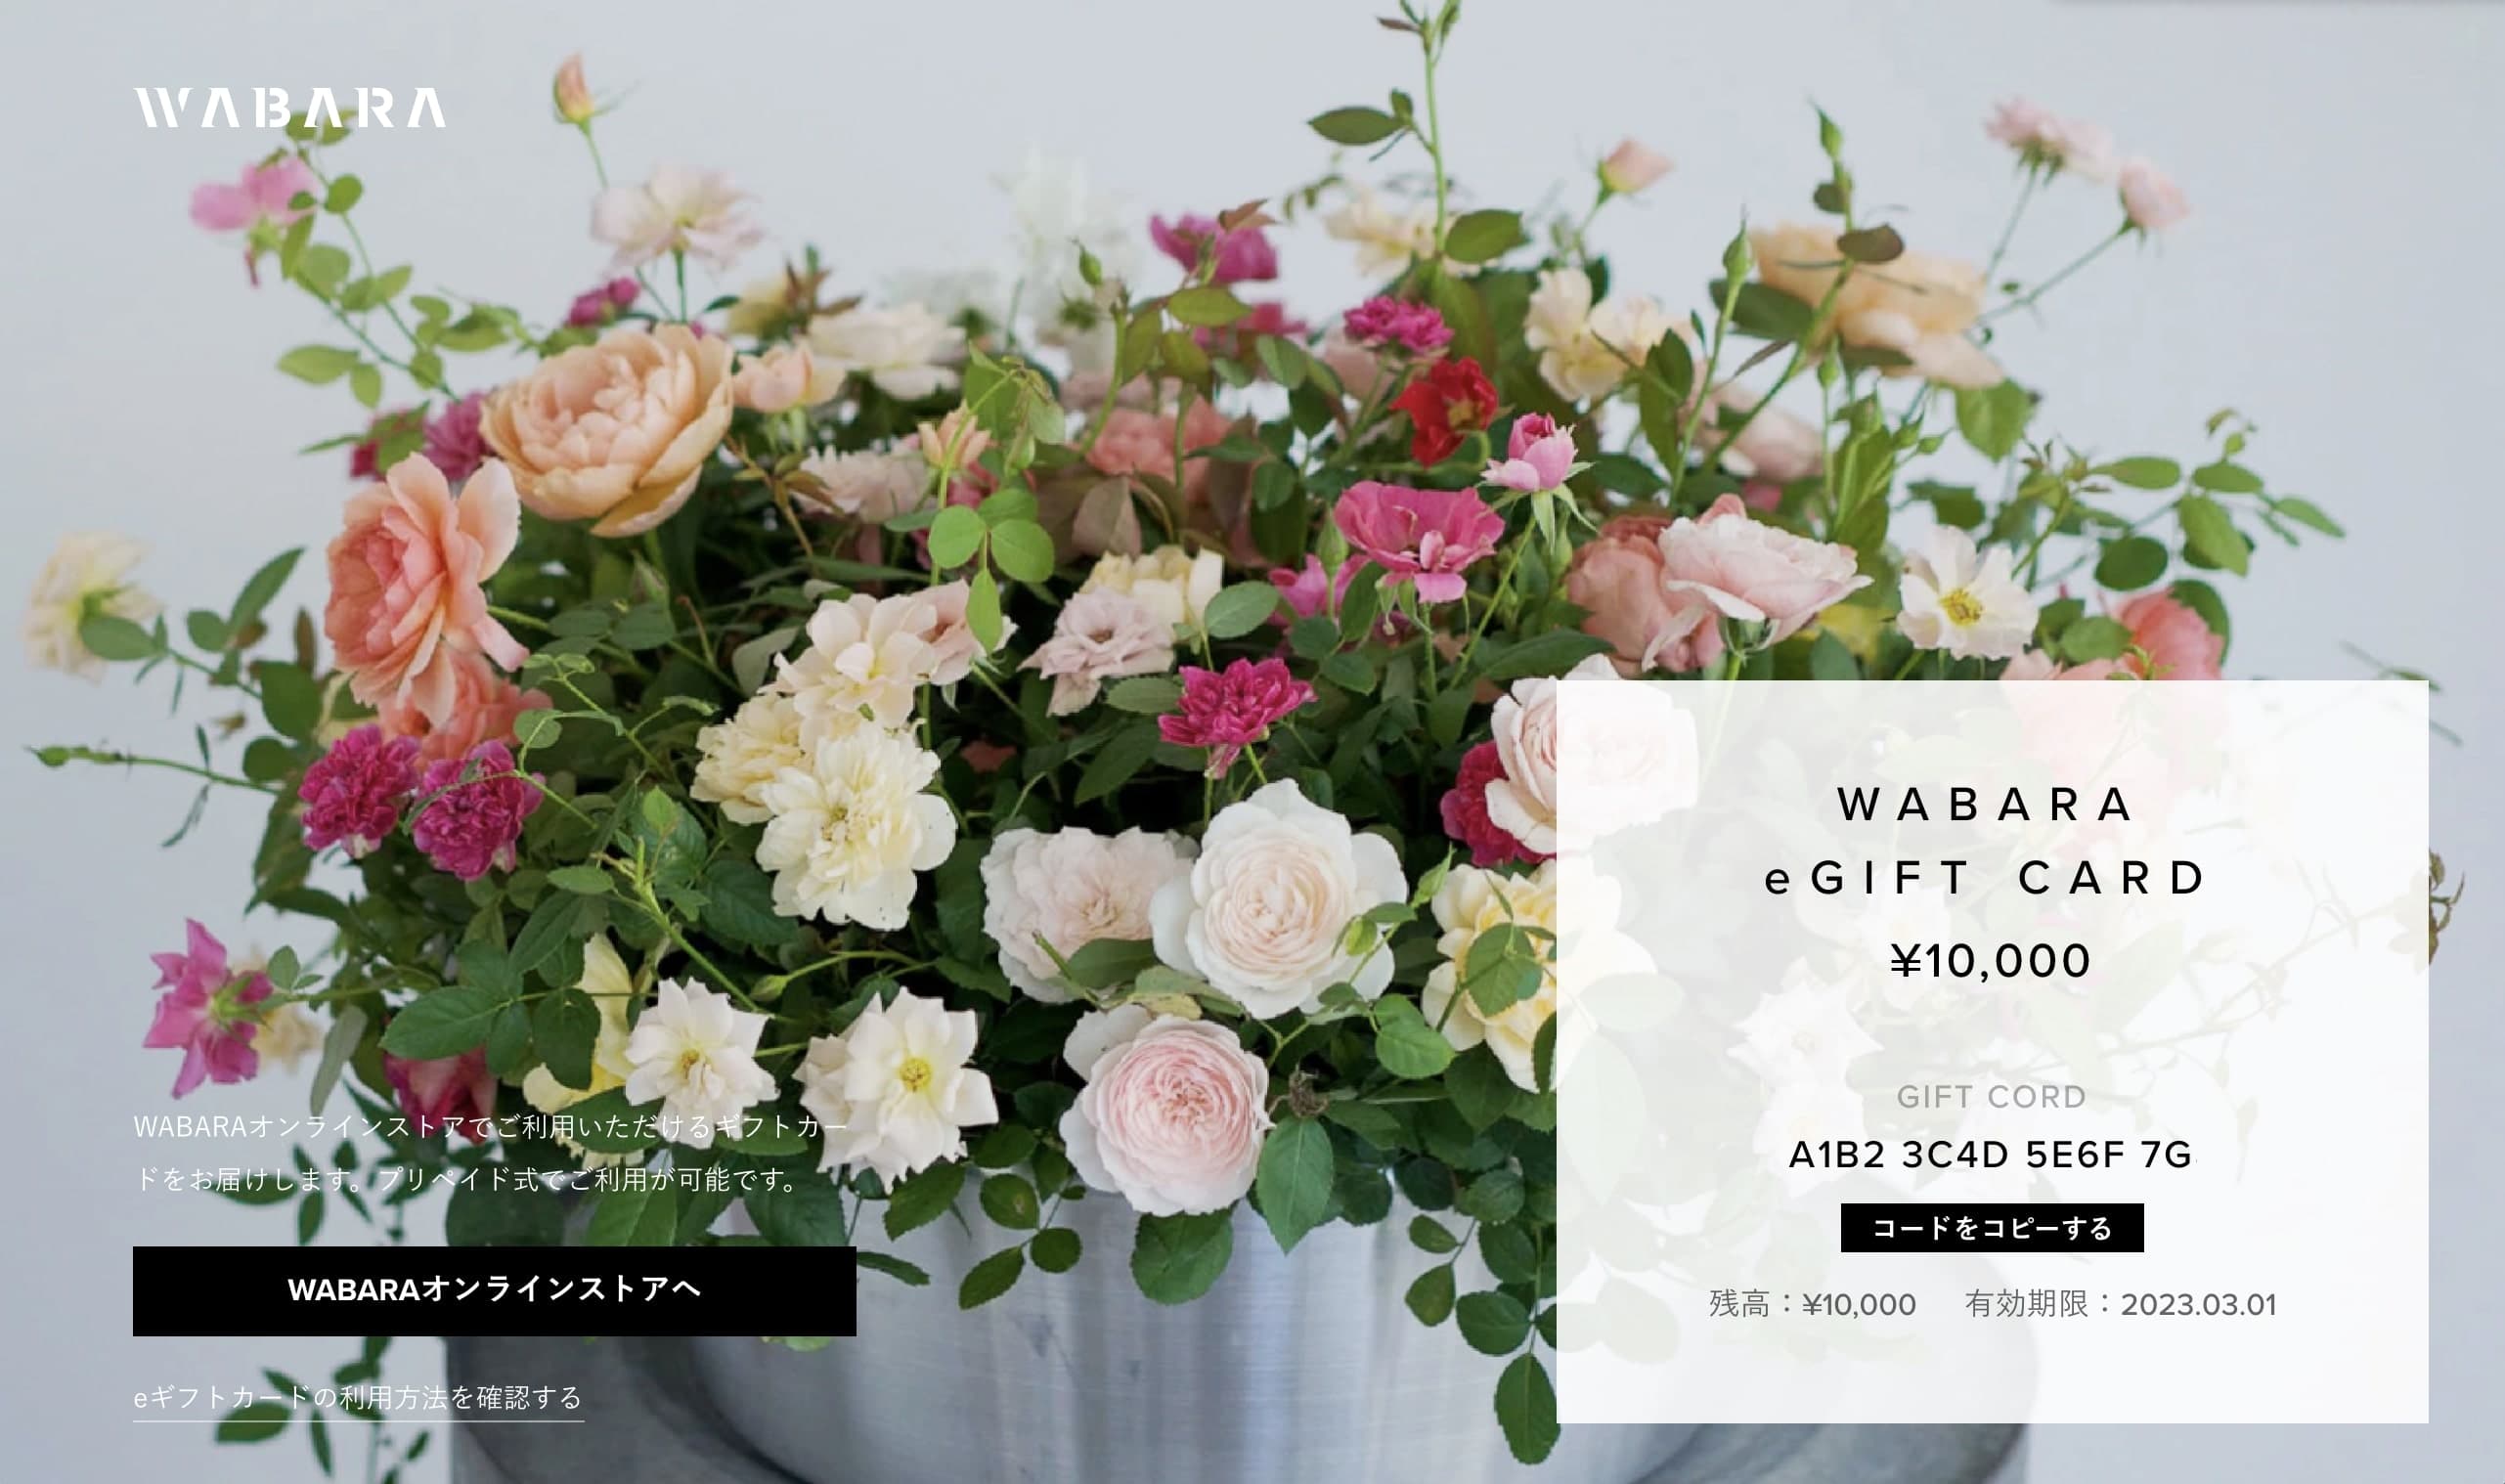 WABARA
WABARA
eGIFT CARD
¥10,000
GIFT CORD
A1B2 3C4D 5E6F 7G
コードをコピーする
残高：¥10,000 有効期限：2023.03.01
WABARAオンラインストアでご利用いただけるギフトカー
ドをお届けします。プリペイド式でご利用が可能です。
WABARAオンラインストアへ
eギフトカードの利用方法を確認する